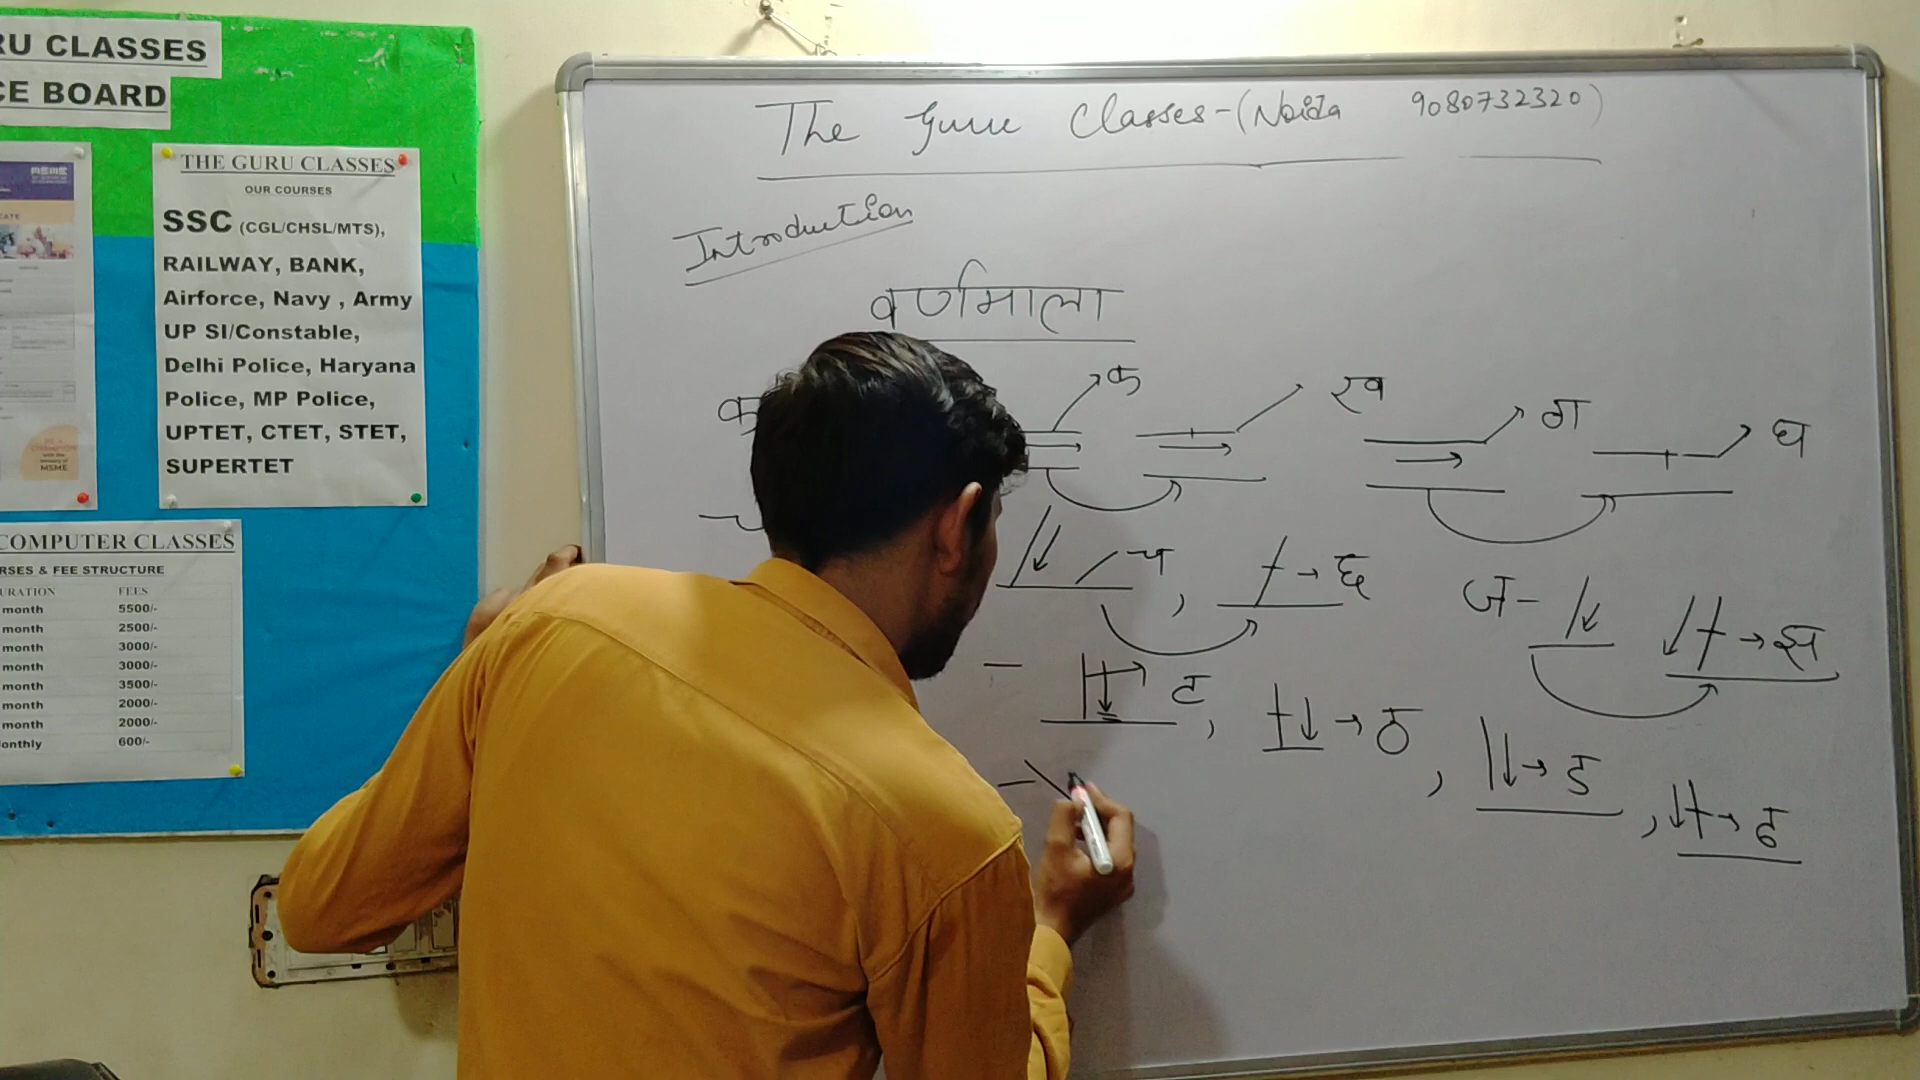 RU CLASSES
CE BOARD
THE GURU CLASSES
OUR COURSES
SSC (CGL/CHSL/MTS),
RAILWAY, BANK,
Airforce, Navy , Army
UP SI/Constable,
Delhi Police, Haryana
Police, MP Police,
UPTET, CTET, STET,
SUPERTET
COMPUTER CLASSES
RSES & FEE STRUCTURE
URATION FEES
month 5500/-
month 2500/-
month 3000/-
month 3000/-
month 3500/-
month 2000/-
month 2000/-
onthly 600/-
The Guru Classes-(Noida 9080732320)
Introduction
वर्णमाला
क क ख ग घ
च , छ ज- झ
- ट , ठ , ड , ढ
-